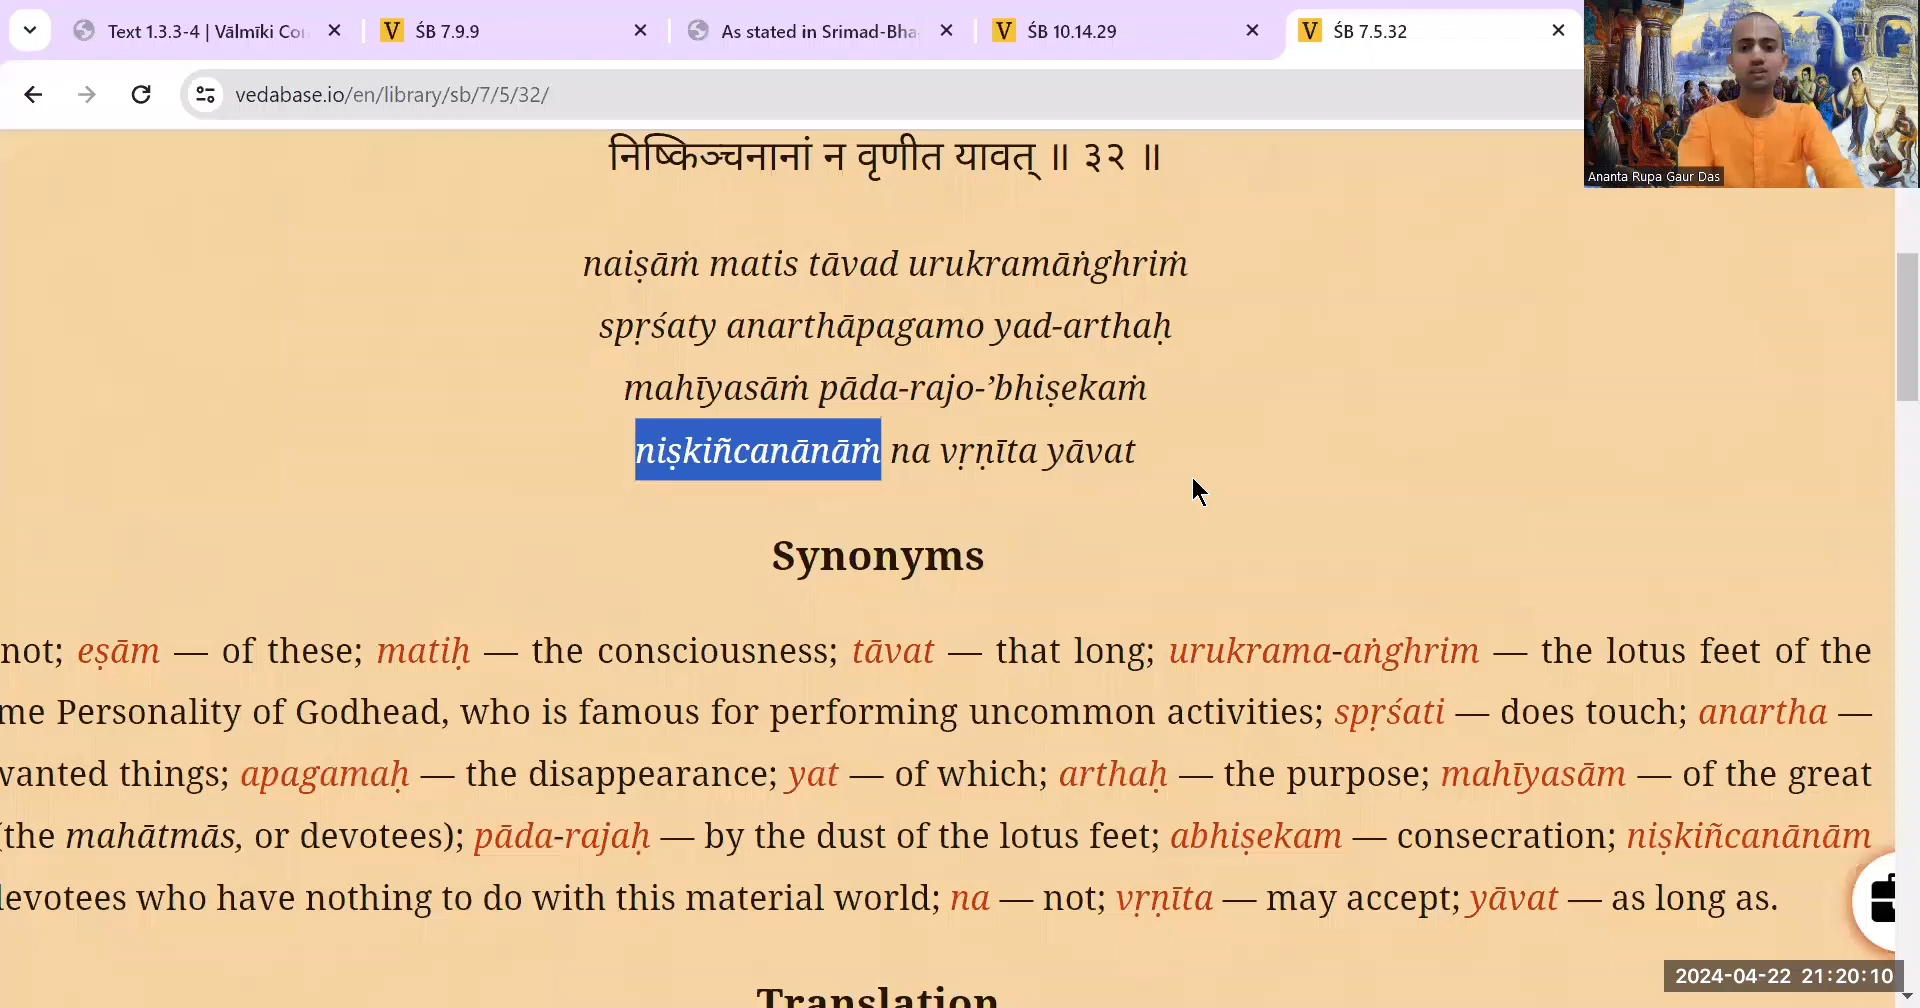 Text 1.3.3-4 | Vālmīki Co
ŚB 7.9.9
As stated in Srimad-Bha
ŚB 10.14.29
ŚB 7.5.32
vedabase.io/en/library/sb/7/5/32/
Ananta Rupa Gaur Das
निष्किञ्चनानां न वृणीत यावत् ॥ ३२ ॥
naiṣāṁ matis tāvad urukramāṅghriṁ
spṛśaty anarthāpagamo yad-arthaḥ
mahīyasāṁ pāda-rajo-’bhiṣekaṁ
niṣkiñcanānāṁ na vṛṇīta yāvat
Synonyms
not; eṣām — of these; matiḥ — the consciousness; tāvat — that long; urukrama-aṅghrim — the lotus feet of the
me Personality of Godhead, who is famous for performing uncommon activities; spṛśati — does touch; anartha —
wanted things; apagamaḥ — the disappearance; yat — of which; arthaḥ — the purpose; mahīyasām — of the great
(the mahātmās, or devotees); pāda-rajaḥ — by the dust of the lotus feet; abhiṣekam — consecration; niṣkiñcanānām
devotees who have nothing to do with this material world; na — not; vṛṇīta — may accept; yāvat — as long as.
Translation
2024-04-22 21:20:10